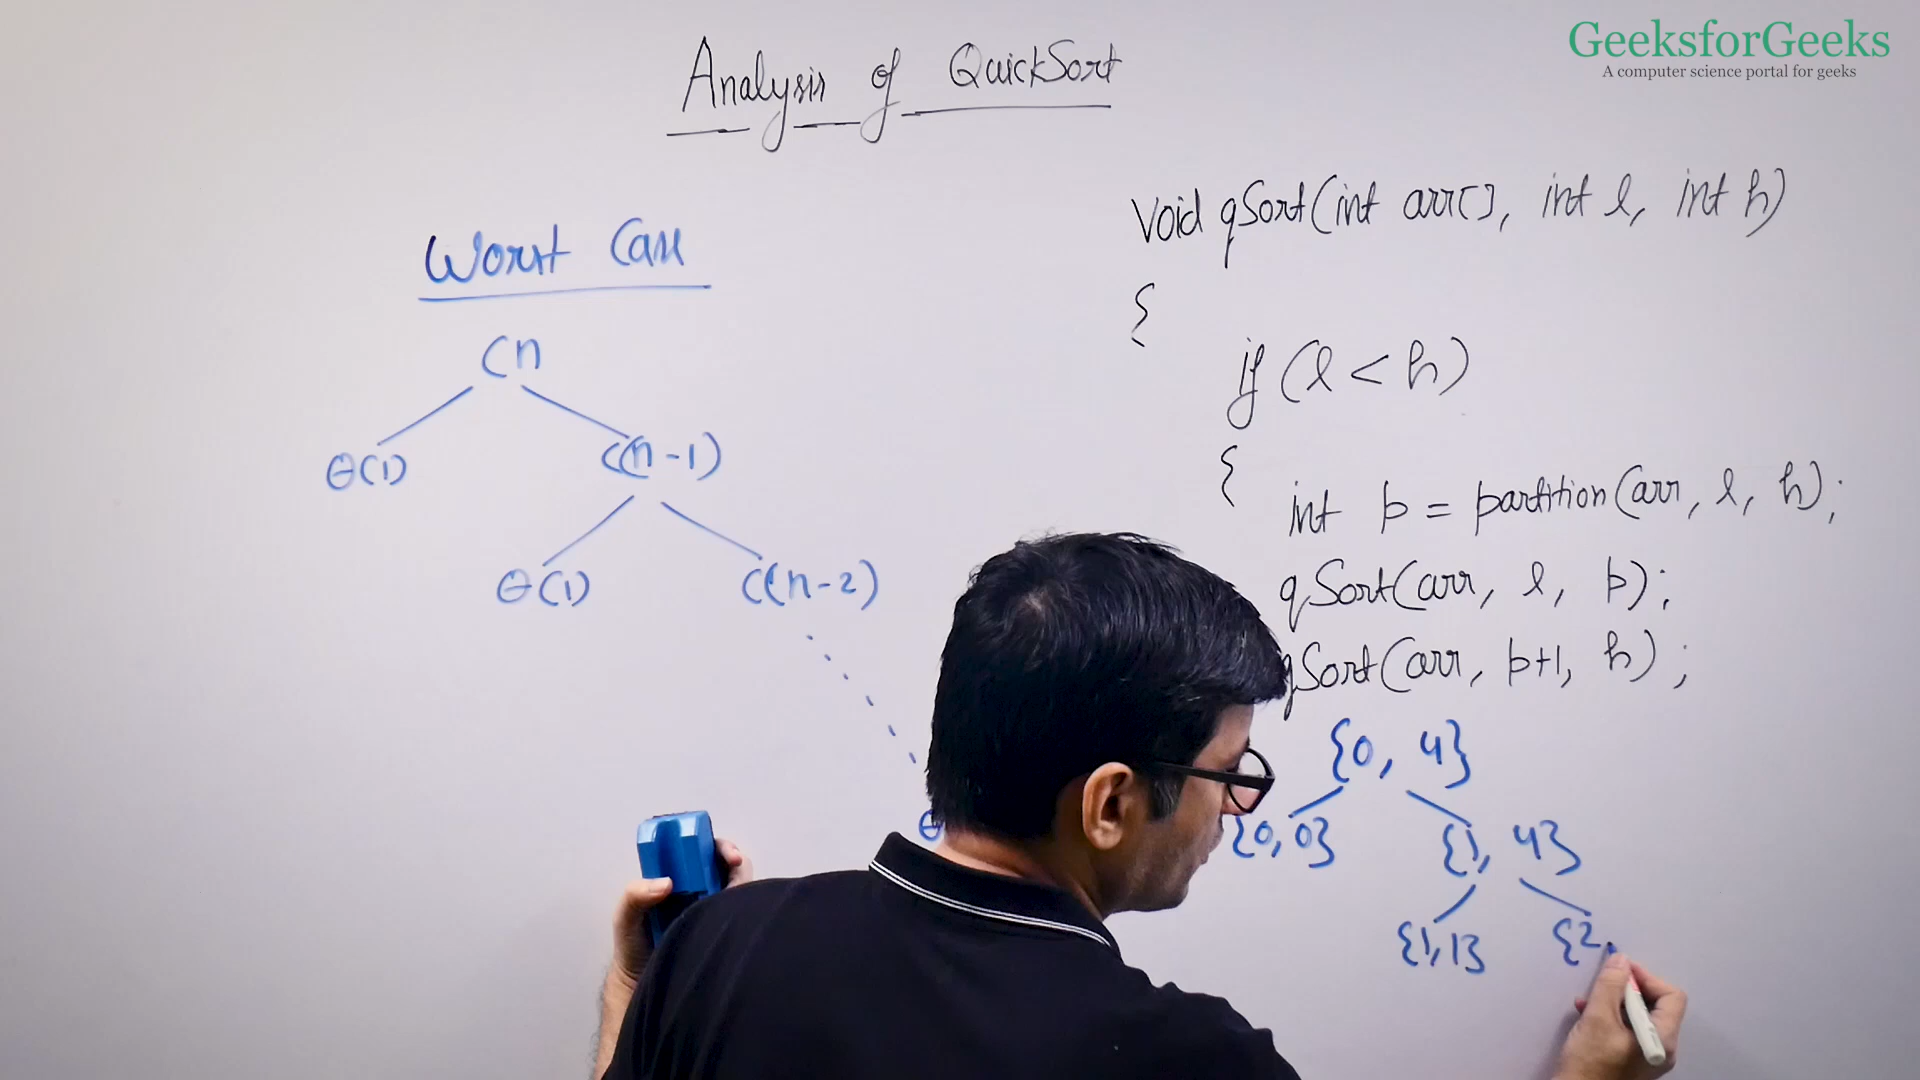 GeeksforGeeks
A computer science portal for geeks
Analysis of QuickSort
Worst Case
Cn
Θ(1) C(n-1)
Θ(1) C(n-2)
Θ
void qSort(int arr[], int l, int h)
{
if (l < h)
{
int p = partition(arr, l, h);
qSort(arr, l, p);
qSort(arr, p+1, h);
{0, 4}
{0,0} {1, 4}
{1,1} {2,